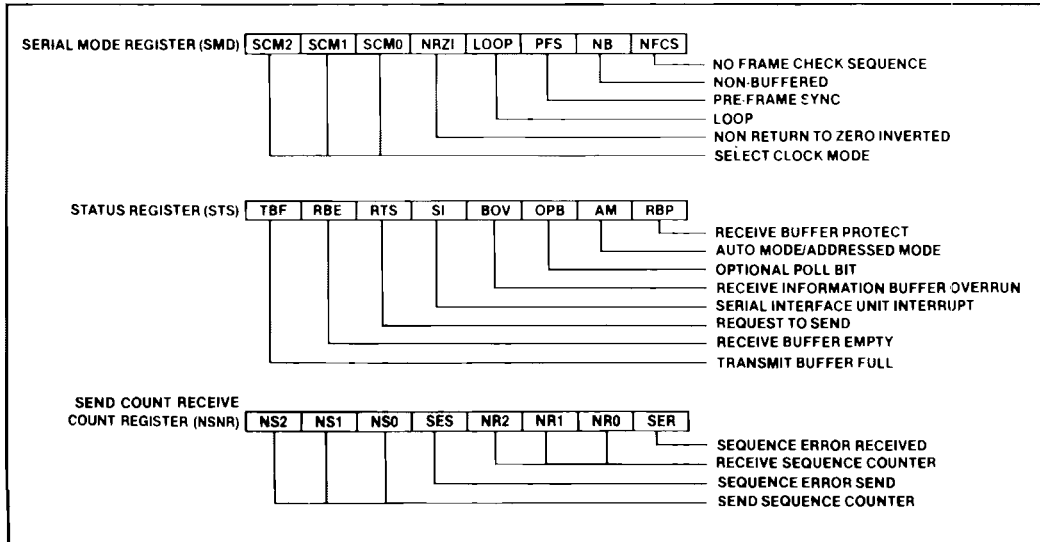 SERIAL MODE REGISTER (SMD) SCM2 SCM1 SCM0 NRZI LOOP PFS NB NFCS
NO FRAME CHECK SEQUENCE
NON-BUFFERED
PRE-FRAME SYNC
LOOP
NON RETURN TO ZERO INVERTED
SELECT CLOCK MODE
STATUS REGISTER (STS) TBF RBE RTS SI BOV OPB AM RBP
RECEIVE BUFFER PROTECT
AUTO MODE/ADDRESSED MODE
OPTIONAL POLL BIT
RECEIVE INFORMATION BUFFER OVERRUN
SERIAL INTERFACE UNIT INTERRUPT
REQUEST TO SEND
RECEIVE BUFFER EMPTY
TRANSMIT BUFFER FULL
SEND COUNT RECEIVE
COUNT REGISTER (NSNR) NS2 NS1 NS0 SES NR2 NR1 NR0 SER
SEQUENCE ERROR RECEIVED
RECEIVE SEQUENCE COUNTER
SEQUENCE ERROR SEND
SEND SEQUENCE COUNTER